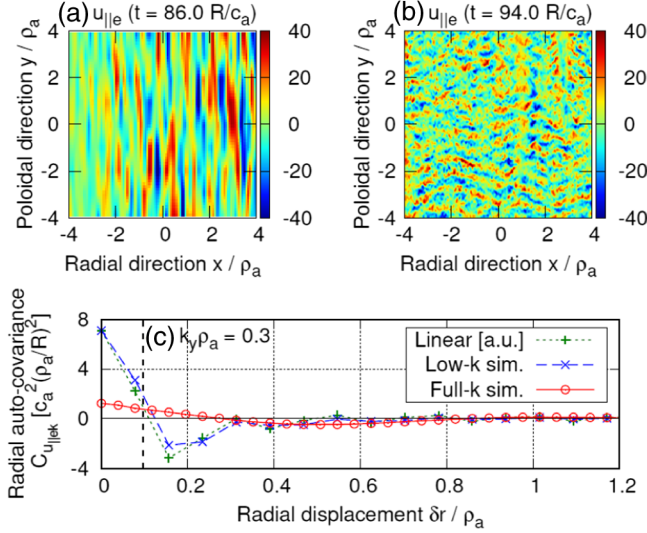 (a) u||e (t = 86.0 R/ca)
Poloidal direction y / ρa
4
2
0
-2
-4
-4 -2 0 2 4
Radial direction x / ρa
40
20
0
-20
-40
(b) u||e (t = 94.0 R/ca)
Poloidal direction y / ρa
4
2
0
-2
-4
-4 -2 0 2 4
Radial direction x / ρa
40
20
0
-20
-40
Radial auto-covariance
Cu||ek [ca²(ρa/R)²]
8
4
0
-4
(c) kyρa = 0.3
Linear [a.u.]
Low-k sim.
Full-k sim.
0 0.2 0.4 0.6 0.8 1 1.2
Radial displacement δr / ρa